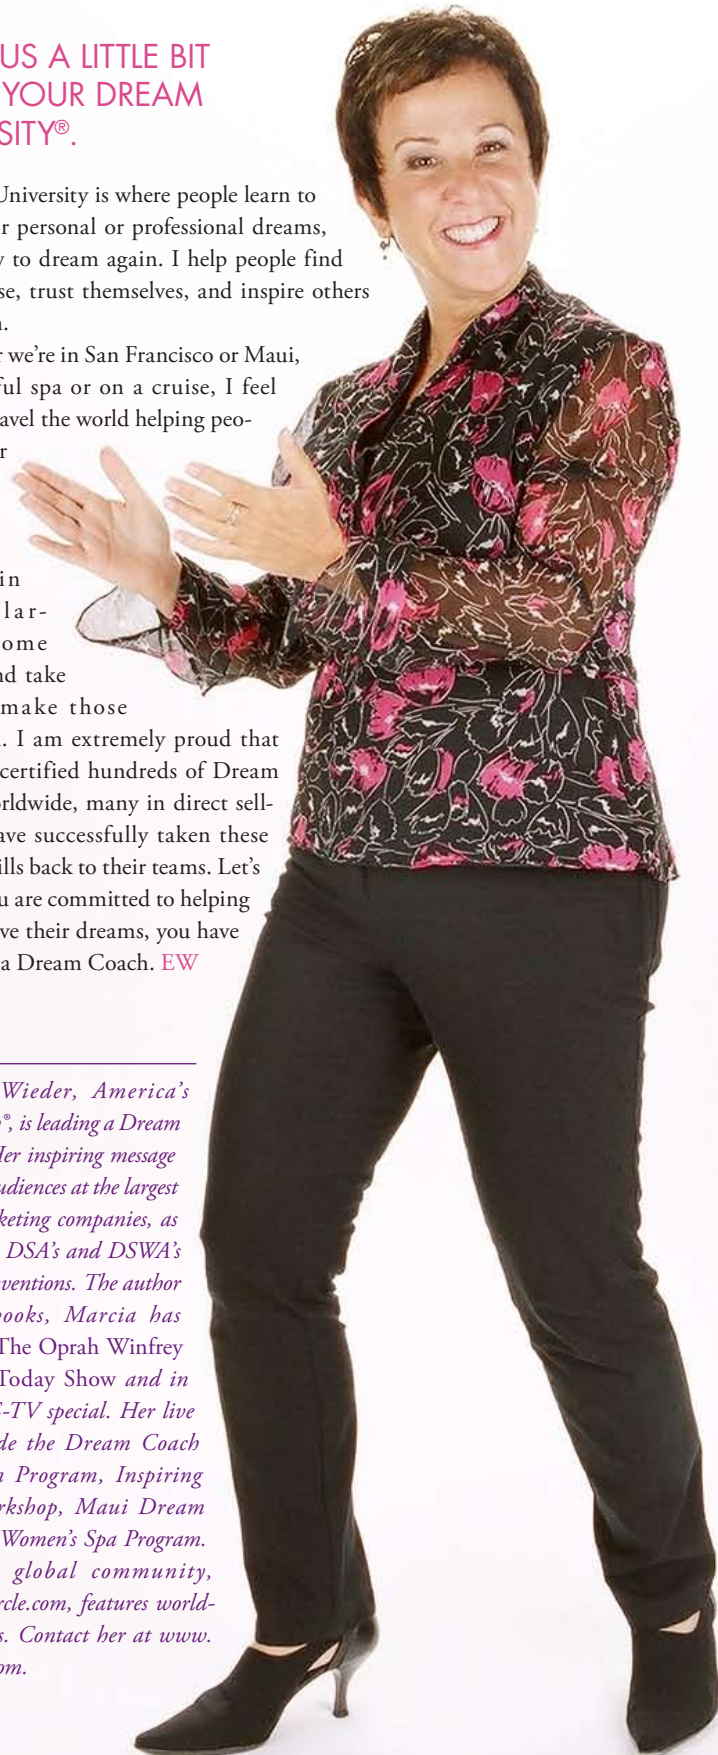 US A LITTLE BIT
YOUR DREAM
SITY®.
University is where people learn to
r personal or professional dreams,
y to dream again. I help people find
se, trust themselves, and inspire others
.
r we’re in San Francisco or Maui,
ful spa or on a cruise, I feel
avel the world helping peo-
r
in
lar-
ome
nd take
make those
. I am extremely proud that
certified hundreds of Dream
orldwide, many in direct sell-
ave successfully taken these
ills back to their teams. Let’s
u are committed to helping
ve their dreams, you have
a Dream Coach. EW
Wieder, America’s
®, is leading a Dream
Her inspiring message
udiences at the largest
keting companies, as
DSA’s and DSWA’s
ventions. The author
books, Marcia has
The Oprah Winfrey
Today Show and in
S-TV special. Her live
de the Dream Coach
n Program, Inspiring
rkshop, Maui Dream
Women’s Spa Program.
global community,
rcle.com, features world-
s. Contact her at www.
om.